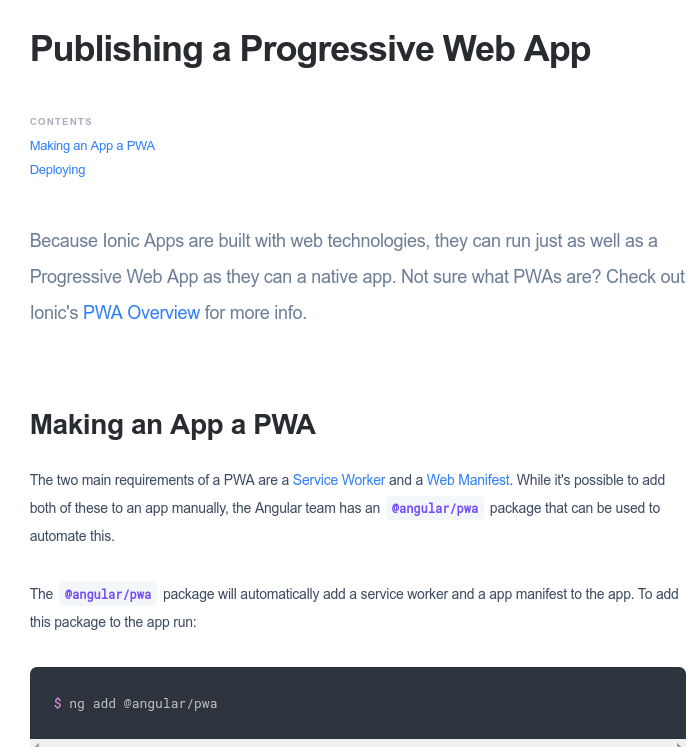 Publishing a Progressive Web App
CONTENTS
Making an App a PWA
Deploying
Because Ionic Apps are built with web technologies, they can run just as well as a
Progressive Web App as they can a native app. Not sure what PWAs are? Check out
Ionic's PWA Overview for more info.
Making an App a PWA
The two main requirements of a PWA are a Service Worker and a Web Manifest. While it's possible to add
both of these to an app manually, the Angular team has an @angular/pwa package that can be used to
automate this.
The @angular/pwa package will automatically add a service worker and a app manifest to the app. To add
this package to the app run:
$ ng add @angular/pwa